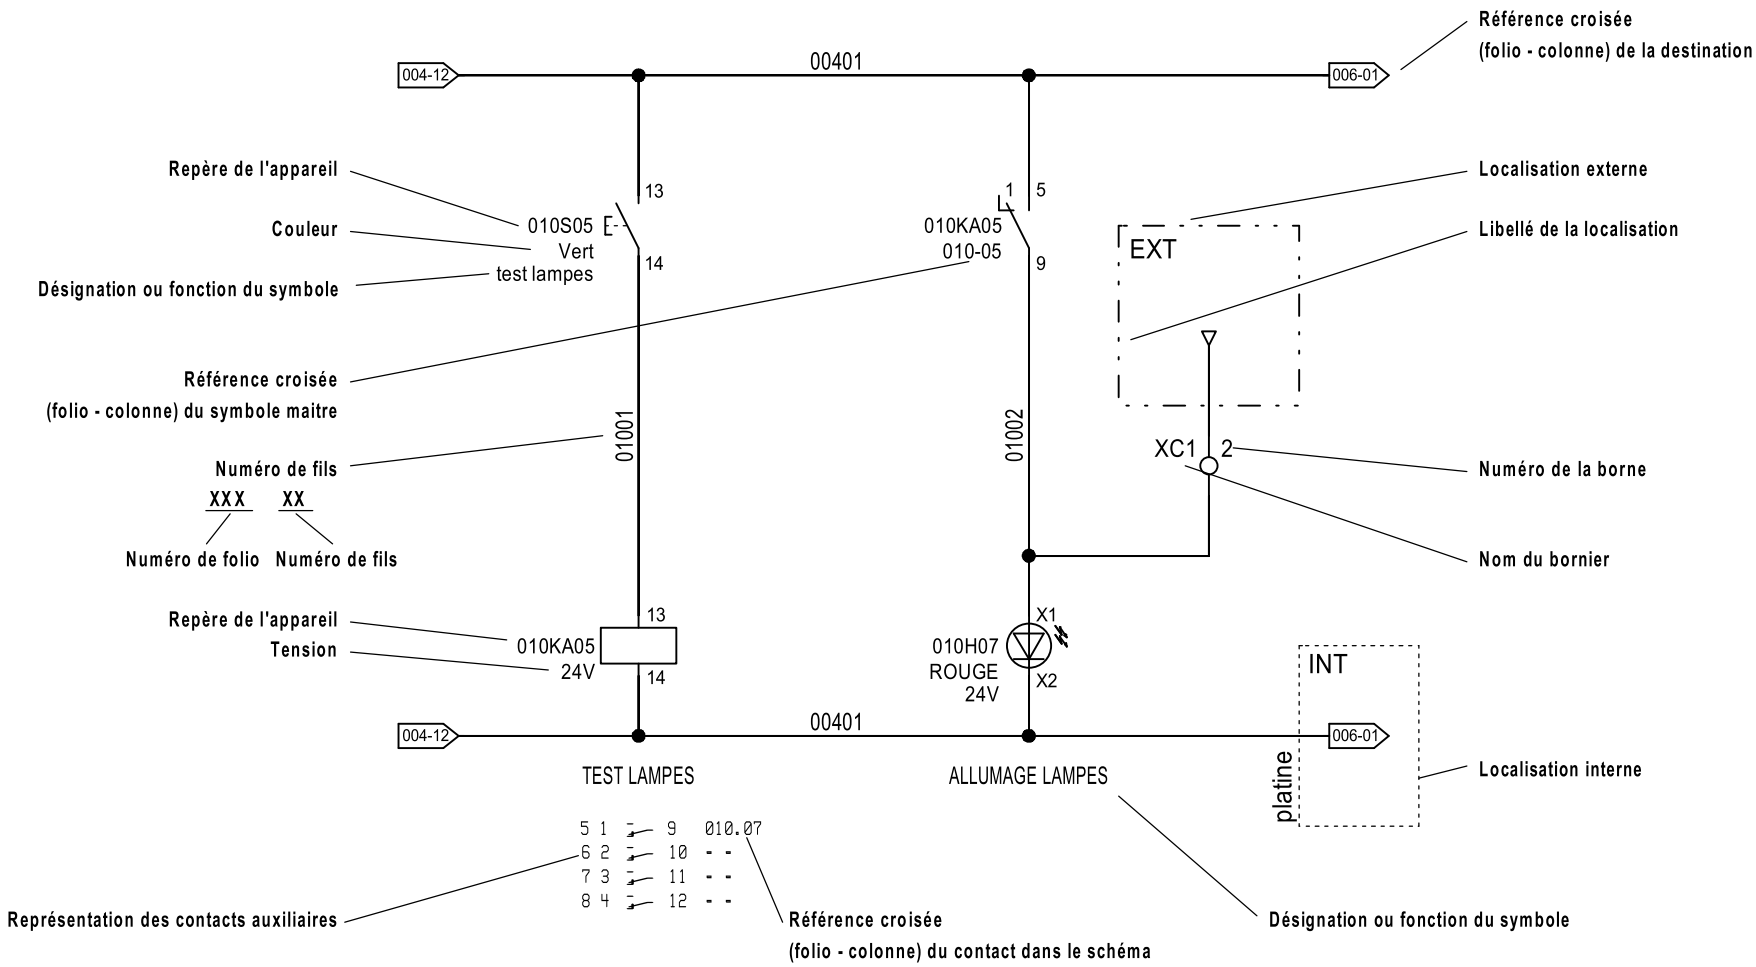 Référence croisée
(folio - colonne) de la destination
00401
004-12
006-01
Repère de l'appareil
13
1
5
Localisation externe
010S05
010KA05
Couleur
Libellé de la localisation
Vert
010-05
EXT
14
9
test lampes
Désignation ou fonction du symbole
Référence croisée
(folio - colonne) du symbole maitre
01001
01002
XC1
2
Numéro de fils
Numéro de la borne
XXX XX
Numéro de folio
Numéro de fils
Nom du bornier
Repère de l'appareil
13
X1
010KA05
010H07
Tension
24V
14
ROUGE
X2
24V
INT
00401
004-12
006-01
platine
TEST LAMPES
ALLUMAGE LAMPES
Localisation interne
5 1 9 010.07
6 2 10 - -
7 3 11 - -
8 4 12 - -
Représentation des contacts auxiliaires
Référence croisée
(folio - colonne) du contact dans le schéma
Désignation ou fonction du symbole